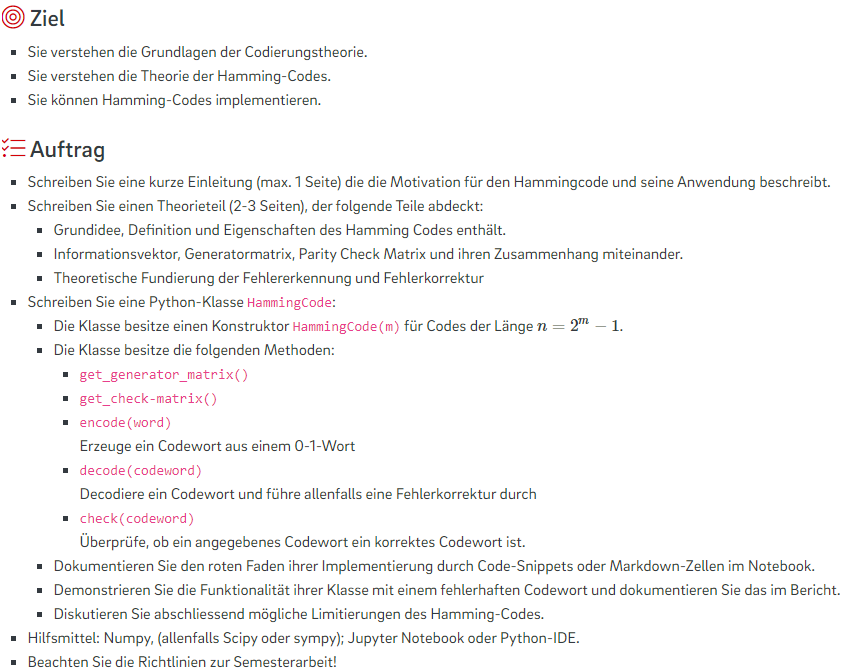 Ziel
Sie verstehen die Grundlagen der Codierungstheorie.
Sie verstehen die Theorie der Hamming-Codes.
Sie können Hamming-Codes implementieren.
Auftrag
Schreiben Sie eine kurze Einleitung (max. 1 Seite) die die Motivation für den Hammingcode und seine Anwendung beschreibt.
Schreiben Sie einen Theorieteil (2-3 Seiten), der folgende Teile abdeckt:
Grundidee, Definition und Eigenschaften des Hamming Codes enthält.
Informationsvektor, Generatormatrix, Parity Check Matrix und ihren Zusammenhang miteinander.
Theoretische Fundierung der Fehlererkennung und Fehlerkorrektur
Schreiben Sie eine Python-Klasse HammingCode:
Die Klasse besitze einen Konstruktor HammingCode(m) für Codes der Länge n = 2^m − 1.
Die Klasse besitze die folgenden Methoden:
get_generator_matrix()
get_check-matrix()
encode(word)
Erzeuge ein Codewort aus einem 0-1-Wort
decode(codeword)
Decodiere ein Codewort und führe allenfalls eine Fehlerkorrektur durch
check(codeword)
Überprüfe, ob ein angegebenes Codewort ein korrektes Codewort ist.
Dokumentieren Sie den roten Faden ihrer Implementierung durch Code-Snippets oder Markdown-Zellen im Notebook.
Demonstrieren Sie die Funktionalität ihrer Klasse mit einem fehlerhaften Codewort und dokumentieren Sie das im Bericht.
Diskutieren Sie abschliessend mögliche Limitierungen des Hamming-Codes.
Hilfsmittel: Numpy, (allenfalls Scipy oder sympy); Jupyter Notebook oder Python-IDE.
Beachten Sie die Richtlinien zur Semesterarbeit!